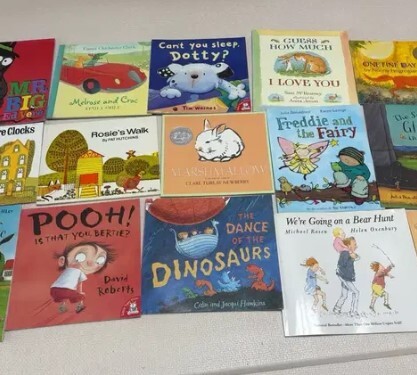 MR
BIG
Melrose and Croc
Can't you sleep,
Dotty?
Tim Warnes
GUESS
HOW MUCH
I LOVE YOU
ONE FINE DAY
Clocks
Rosie's Walk
BY PAT HUTCHINS
MARSHMALLOW
CLARE TURLAY NEWBERRY
Freddie and
the Fairy
The S
POOH!
IS THAT YOU, BERTIE?
David
Roberts
THE
DANCE OF
THE
DINOSAURS
Colin and Jacqui Hawkins
We're Going on a Bear Hunt
Michael Rosen Helen Oxenbury